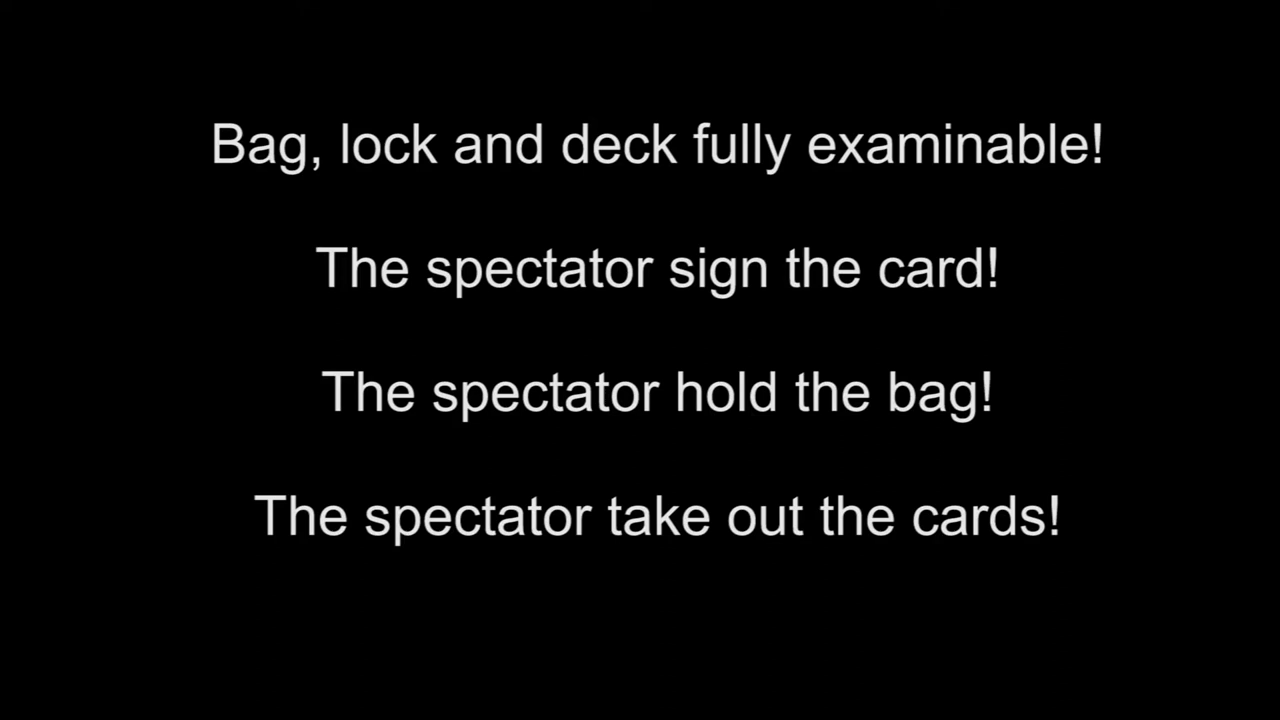 Bag, lock and deck fully examinable!
The spectator sign the card!
The spectator hold the bag!
The spectator take out the cards!